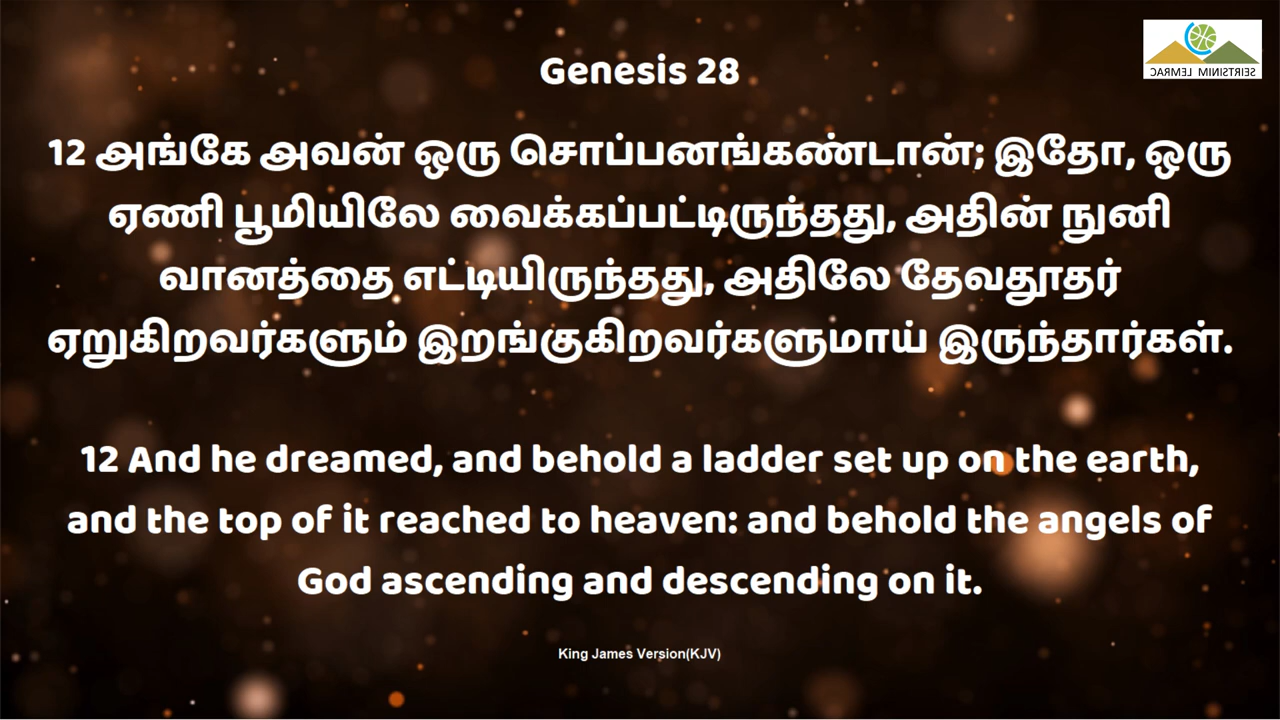 Genesis 28
CARMEL MINISTRIES
12 அங்கே அவன் ஒரு சொப்பனங்கண்டான்; இதோ, ஒரு
ஏணி பூமியிலே வைக்கப்பட்டிருந்தது, அதின் நுனி
வானத்தை எட்டியிருந்தது, அதிலே தேவதூதர்
ஏறுகிறவர்களும் இறங்குகிறவர்களுமாய் இருந்தார்கள்.
12 And he dreamed, and behold a ladder set up on the earth,
and the top of it reached to heaven: and behold the angels of
God ascending and descending on it.
King James Version(KJV)